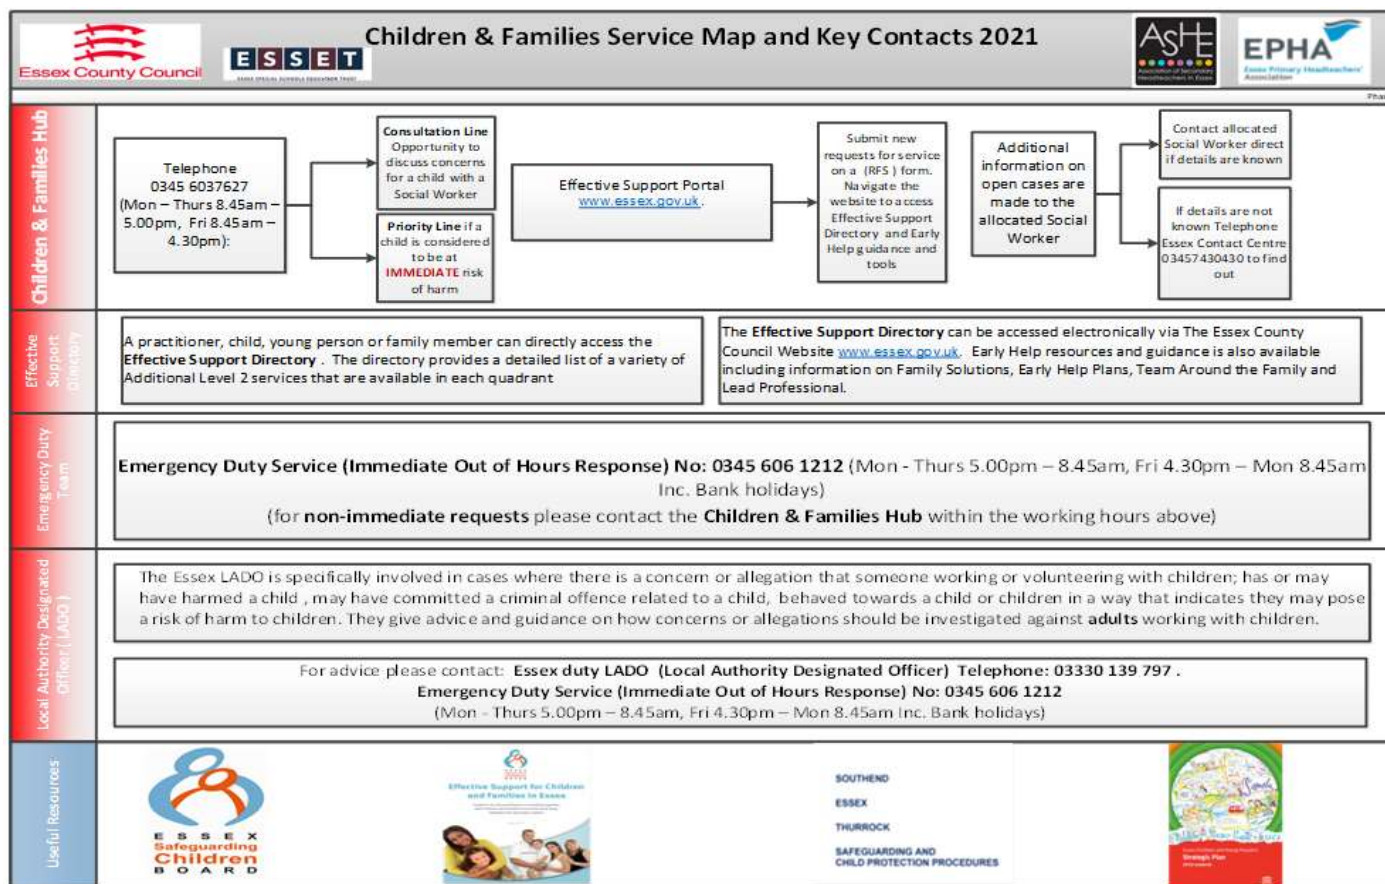 Children & Families Service Map and Key Contacts 2021
Essex County Council
ESSET
ESSEX SPECIAL SCHOOLS EDUCATION TRUST
ASHE
Association of Secondary
Headteachers in Essex
EPHA
Essex Primary Headteachers'
Association
Children & Families Hub
Telephone
0345 6037627
(Mon – Thurs 8.45am –
5.00pm, Fri 8.45am –
4.30pm):
Consultation Line
Opportunity to
discuss concerns
for a child with a
Social Worker
Priority Line if a
child is considered
to be at
IMMEDIATE risk
of harm
Effective Support Portal
www.essex.gov.uk .
Submit new
requests for service
on a (RFS ) form.
Navigate the
website to access
Effective Support
Directory and Early
Help guidance and
tools
Additional
information on
open cases are
made to the
allocated Social
Worker
Contact allocated
Social Worker direct
if details are known
If details are not
known Telephone
Essex Contact Centre
03457430430 to find
out
Effective
Support
Directory
A practitioner, child, young person or family member can directly access the
Effective Support Directory . The directory provides a detailed list of a variety of
Additional Level 2 services that are available in each quadrant
The Effective Support Directory can be accessed electronically via The Essex County
Council Website www.essex.gov.uk. Early Help resources and guidance is also available
including information on Family Solutions, Early Help Plans, Team Around the Family and
Lead Professional.
Emergency Duty
Team
Emergency Duty Service (Immediate Out of Hours Response) No: 0345 606 1212 (Mon - Thurs 5.00pm – 8.45am, Fri 4.30pm – Mon 8.45am
Inc. Bank holidays)
(for non-immediate requests please contact the Children & Families Hub within the working hours above)
Local Authority Designated
Officer ( LADO )
The Essex LADO is specifically involved in cases where there is a concern or allegation that someone working or volunteering with children; has or may
have harmed a child , may have committed a criminal offence related to a child, behaved towards a child or children in a way that indicates they may pose
a risk of harm to children. They give advice and guidance on how concerns or allegations should be investigated against adults working with children.
For advice please contact: Essex duty LADO (Local Authority Designated Officer) Telephone: 03330 139 797 .
Emergency Duty Service (Immediate Out of Hours Response) No: 0345 606 1212
(Mon - Thurs 5.00pm – 8.45am, Fri 4.30pm – Mon 8.45am Inc. Bank holidays)
Useful Resources
ESSEX
Safeguarding
Children
BOARD
Effective Support for Children
and Families in Essex
SOUTHEND
ESSEX
THURROCK
SAFEGUARDING AND
CHILD PROTECTION PROCEDURES
Strategic Plan